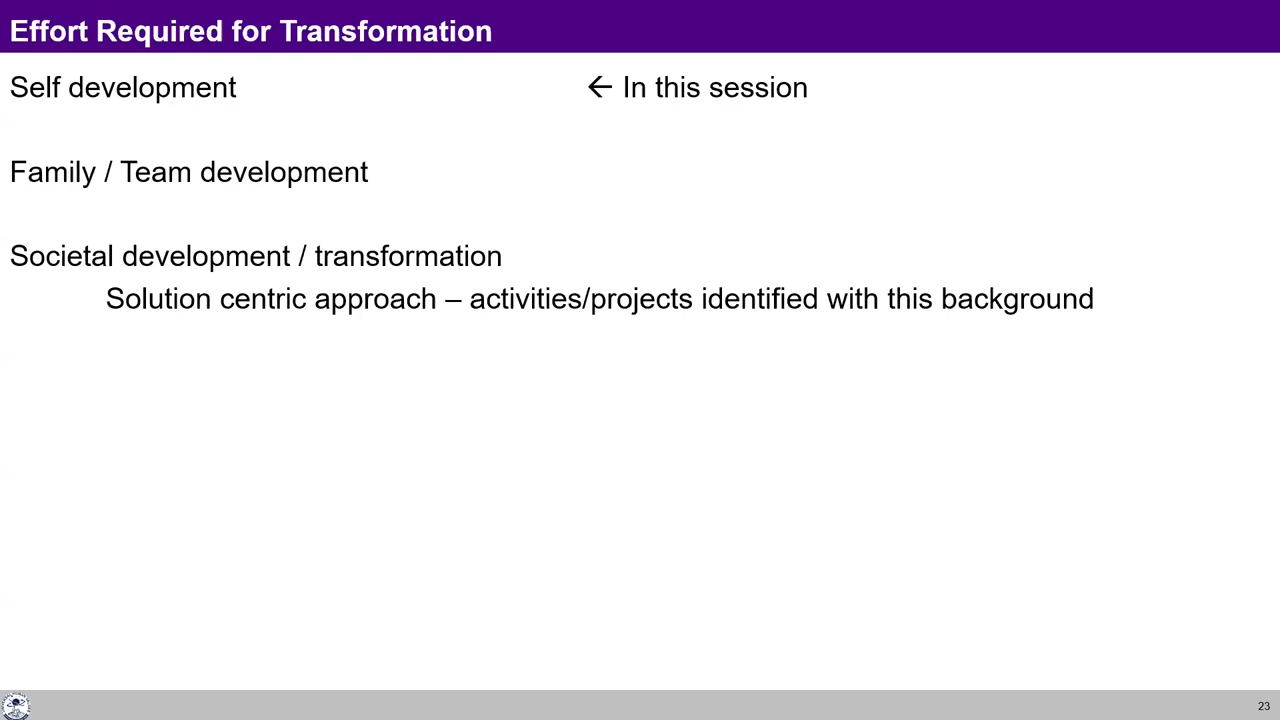 Effort Required for Transformation
Self development ← In this session
Family / Team development
Societal development / transformation
Solution centric approach – activities/projects identified with this background
23